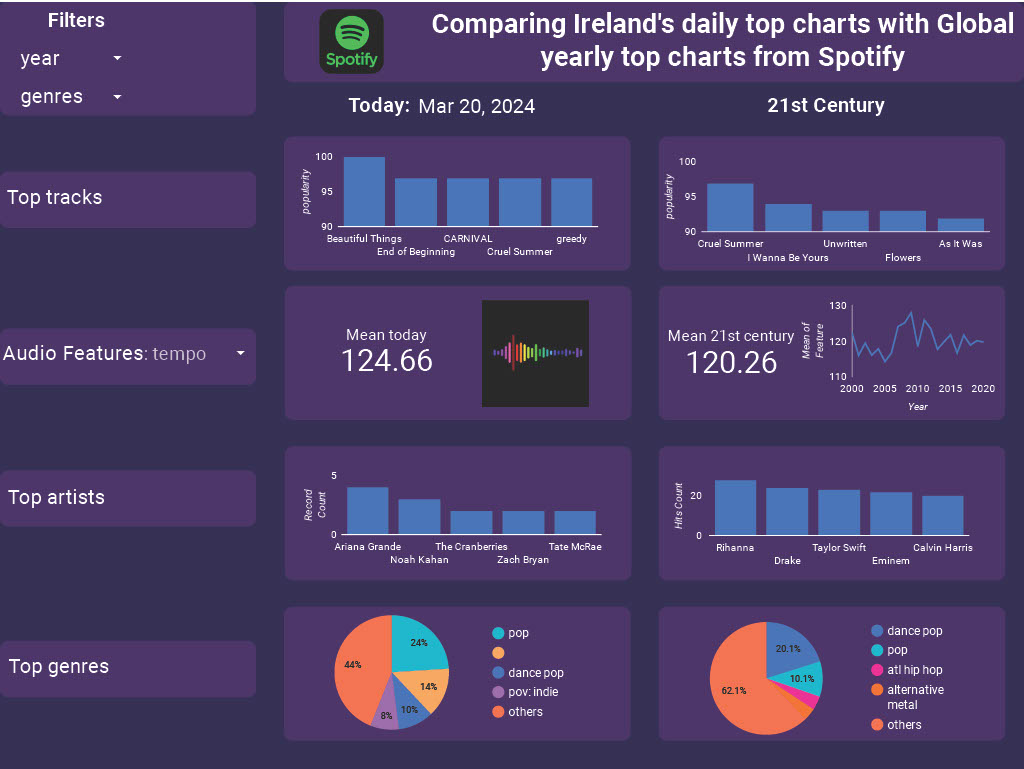 Filters
year
genres
Spotify
Comparing Ireland's daily top charts with Global
yearly top charts from Spotify
Today: Mar 20, 2024
21st Century
Top tracks
popularity
100
95
90
Beautiful Things
End of Beginning
CARNIVAL
Cruel Summer
greedy
popularity
100
95
90
Cruel Summer
I Wanna Be Yours
Unwritten
Flowers
As It Was
Audio Features: tempo
Mean today
124.66
Mean 21st century
120.26
Mean of
Feature
130
120
110
2000 2005 2010 2015 2020
Year
Top artists
Record
Count
5
0
Ariana Grande
Noah Kahan
The Cranberries
Zach Bryan
Tate McRae
Hits Count
20
0
Rihanna
Drake
Taylor Swift
Eminem
Calvin Harris
Top genres
24%
14%
10%
8%
44%
pop
dance pop
pov: indie
others
20.1%
10.1%
62.1%
dance pop
pop
atl hip hop
alternative
metal
others